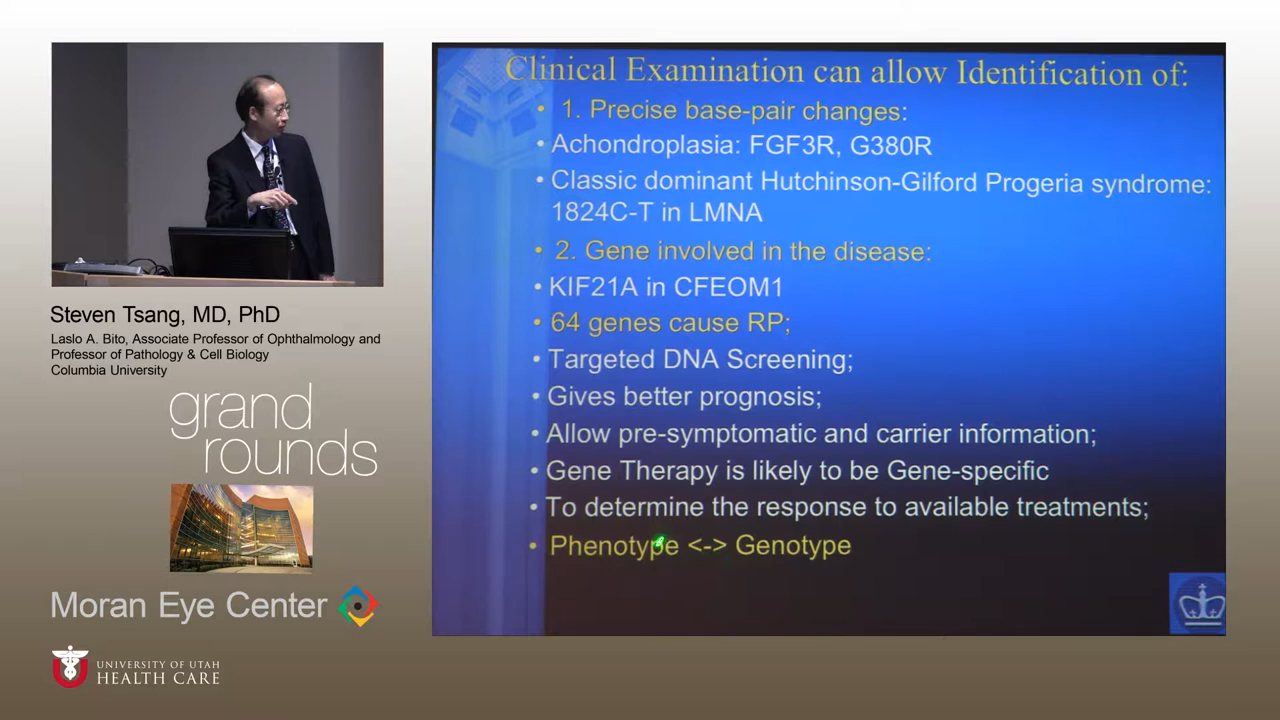 Clinical Examination can allow Identification of:
• 1. Precise base-pair changes:
• Achondroplasia: FGF3R, G380R
• Classic dominant Hutchinson-Gilford Progeria syndrome:
1824C-T in LMNA
• 2. Gene involved in the disease:
• KIF21A in CFEOM1
• 64 genes cause RP;
• Targeted DNA Screening;
• Gives better prognosis;
• Allow pre-symptomatic and carrier information;
• Gene Therapy is likely to be Gene-specific
• To determine the response to available treatments;
• Phenotype <-> Genotype
Steven Tsang, MD, PhD
Laslo A. Bito, Associate Professor of Ophthalmology and
Professor of Pathology & Cell Biology
Columbia University
grand
rounds
Moran Eye Center
UNIVERSITY OF UTAH
HEALTH CARE